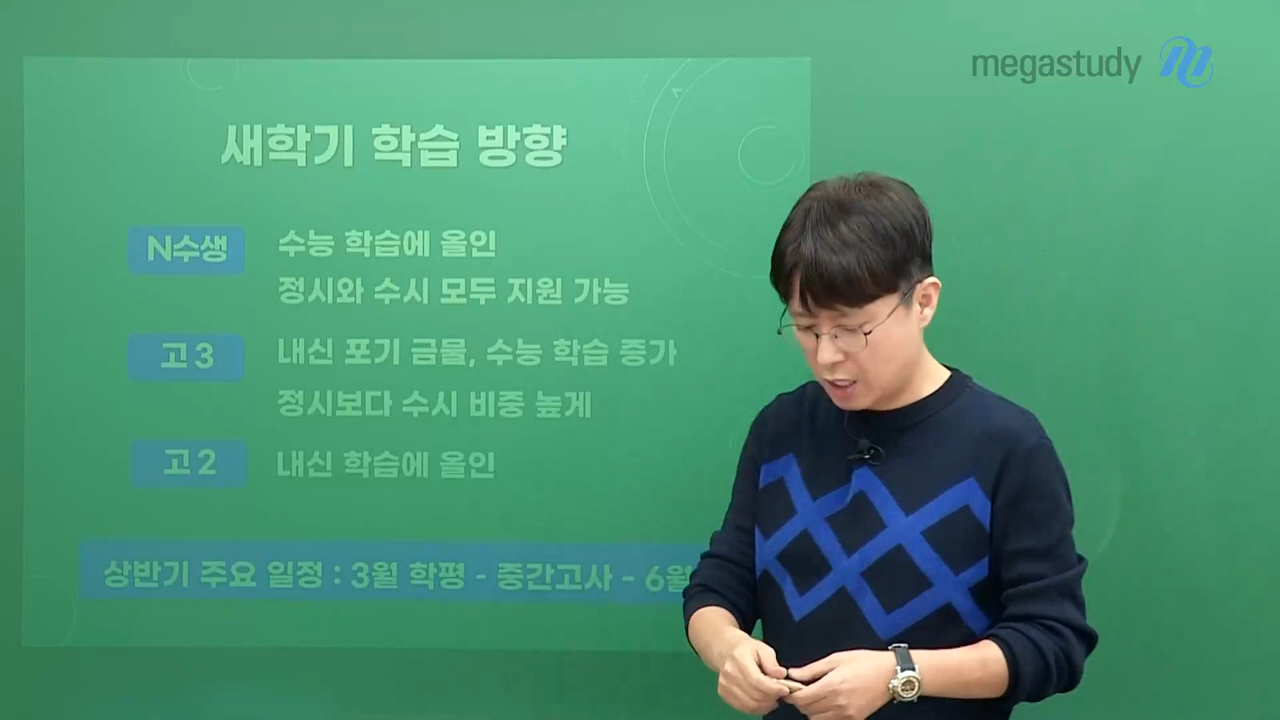 megastudy
새학기 학습 방향
N수생 수능 학습에 올인
정시와 수시 모두 지원 가능
고3 내신 포기 금물, 수능 학습 증가
정시보다 수시 비중 높게
고2 내신 학습에 올인
상반기 주요 일정 : 3월 학평 - 중간고사 - 6월